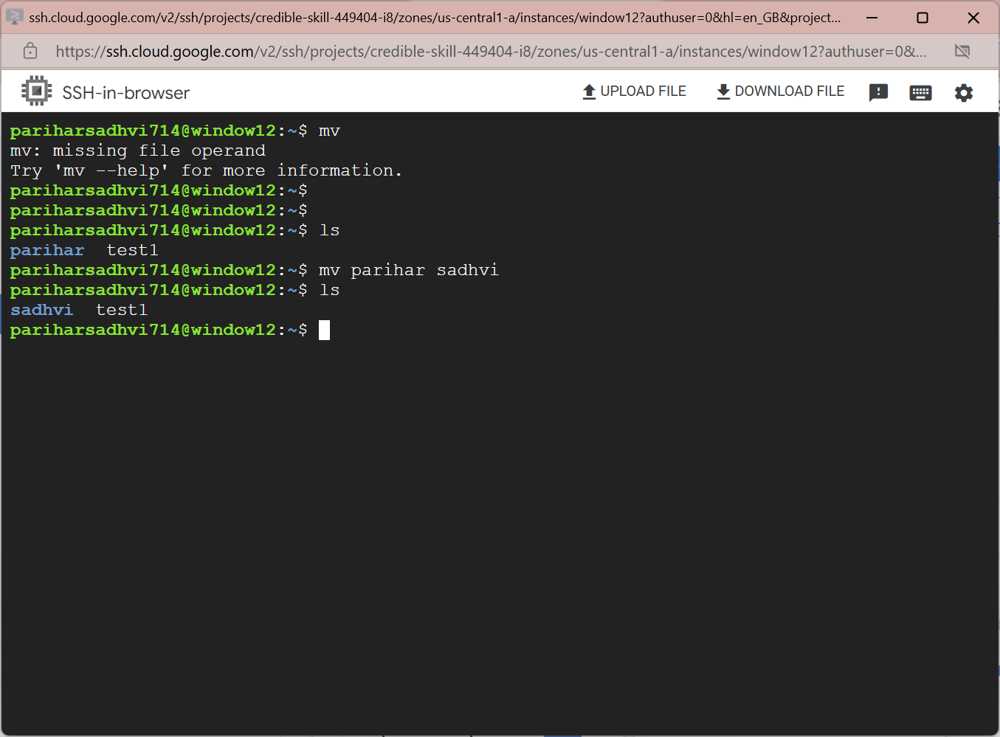 ssh.cloud.google.com/v2/ssh/projects/credible-skill-449404-i8/zones/us-central1-a/instances/window12?authuser=0&hl=en_GB&project...
https://ssh.cloud.google.com/v2/ssh/projects/credible-skill-449404-i8/zones/us-central1-a/instances/window12?authuser=0&...
SSH-in-browser UPLOAD FILE DOWNLOAD FILE
pariharsadhvi714@window12:~$ mv
mv: missing file operand
Try 'mv --help' for more information.
pariharsadhvi714@window12:~$
pariharsadhvi714@window12:~$
pariharsadhvi714@window12:~$ ls
parihar  test1
pariharsadhvi714@window12:~$ mv parihar sadhvi
pariharsadhvi714@window12:~$ ls
sadhvi  test1
pariharsadhvi714@window12:~$